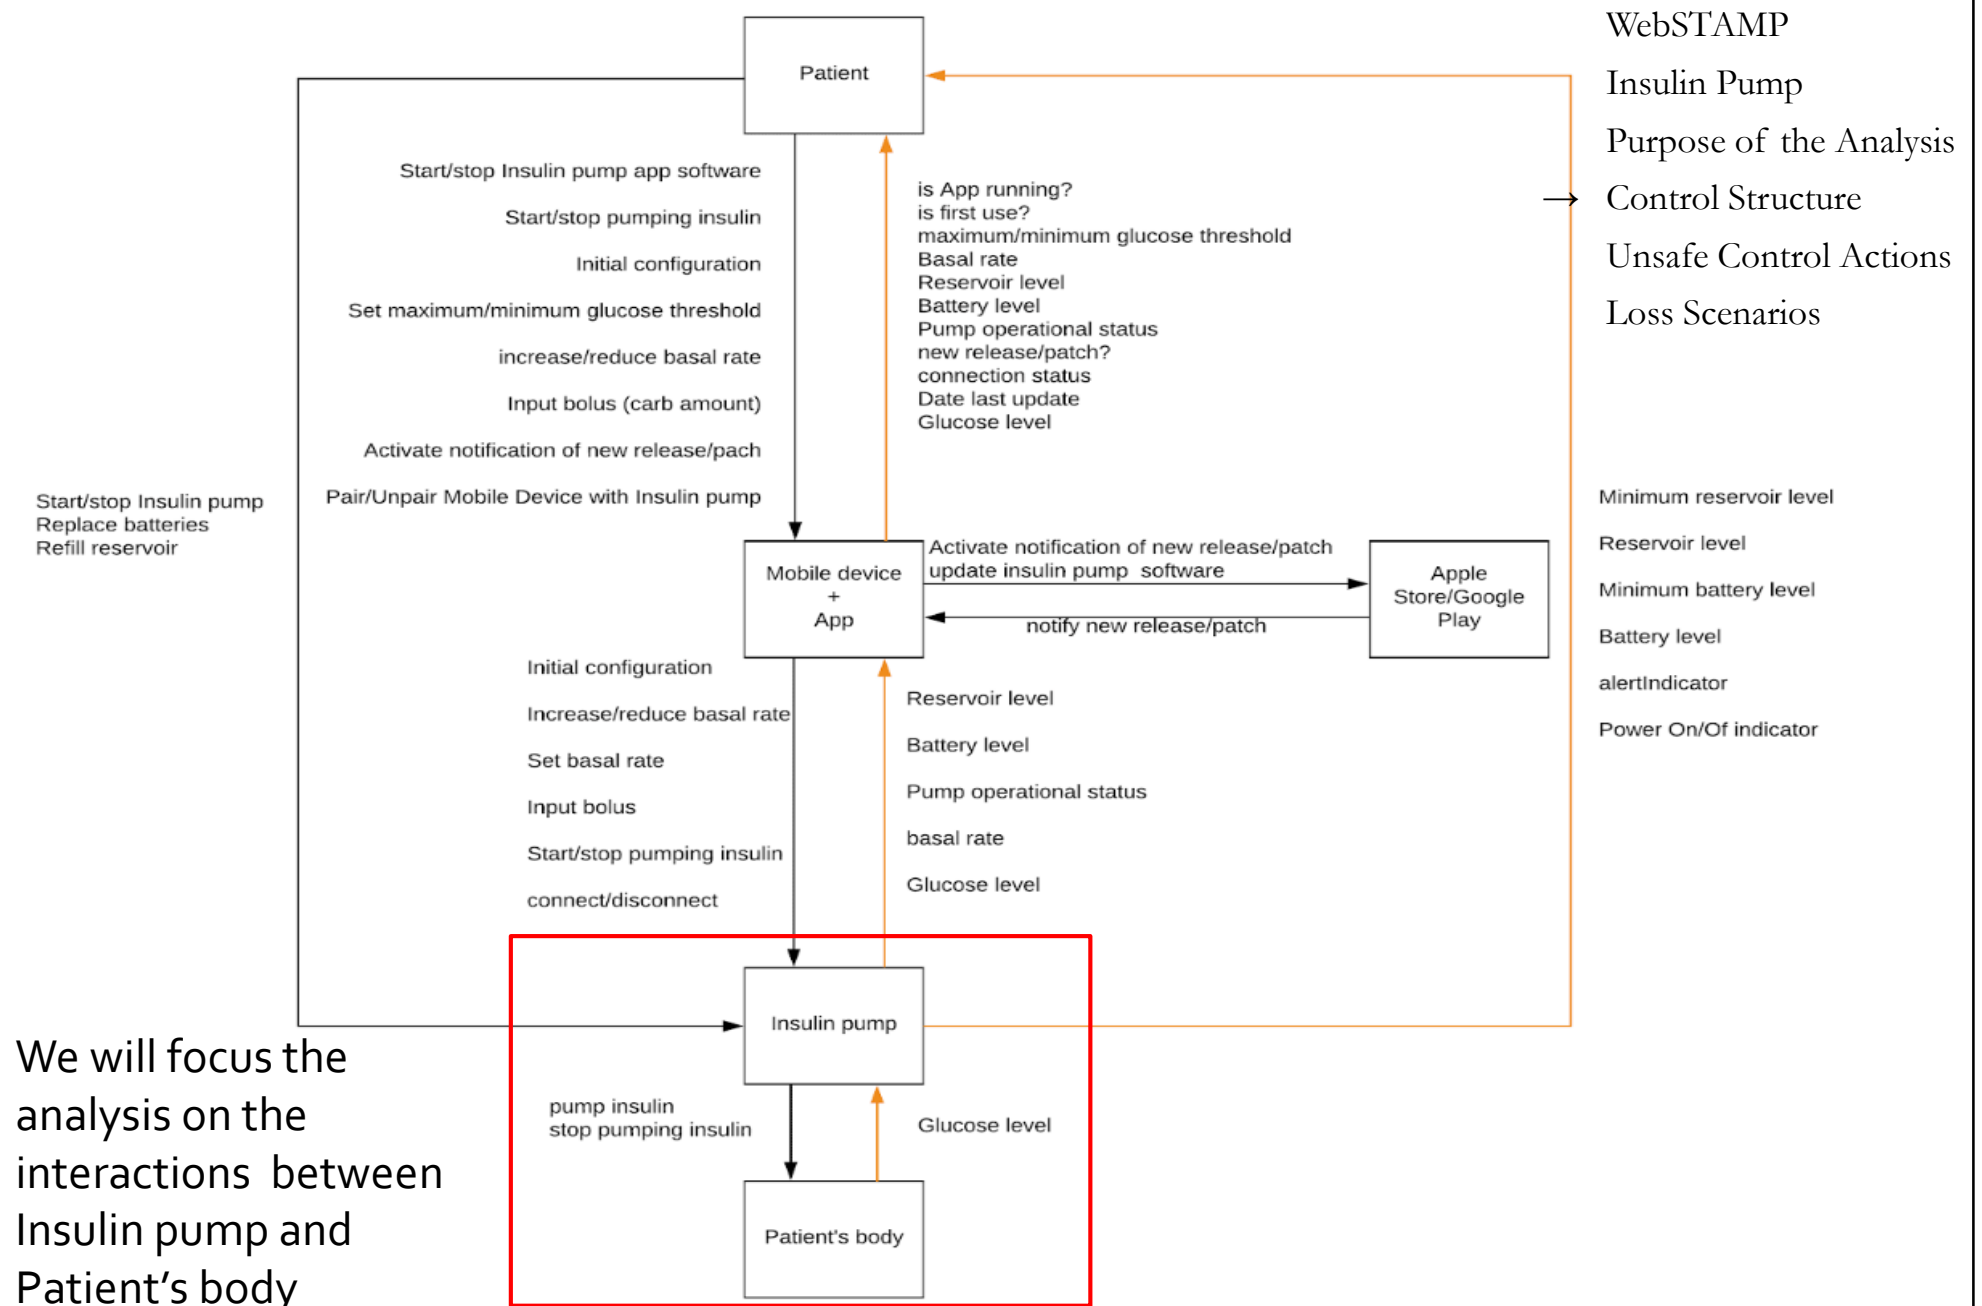 WebSTAMP
Insulin Pump
Purpose of the Analysis
→ Control Structure
Unsafe Control Actions
Loss Scenarios
Patient
Start/stop Insulin pump app software
Start/stop pumping insulin
Initial configuration
Set maximum/minimum glucose threshold
increase/reduce basal rate
Input bolus (carb amount)
Activate notification of new release/pach
Pair/Unpair Mobile Device with Insulin pump
is App running?
is first use?
maximum/minimum glucose threshold
Basal rate
Reservoir level
Battery level
Pump operational status
new release/patch?
connection status
Date last update
Glucose level
Start/stop Insulin pump
Replace batteries
Refill reservoir
Mobile device
+
App
Activate notification of new release/patch
update insulin pump software
notify new release/patch
Apple
Store/Google
Play
Minimum reservoir level
Reservoir level
Minimum battery level
Battery level
alertIndicator
Power On/Of indicator
Initial configuration
Increase/reduce basal rate
Set basal rate
Input bolus
Start/stop pumping insulin
connect/disconnect
Reservoir level
Battery level
Pump operational status
basal rate
Glucose level
Insulin pump
pump insulin
stop pumping insulin
Glucose level
Patient's body
We will focus the
analysis on the
interactions between
Insulin pump and
Patient’s body